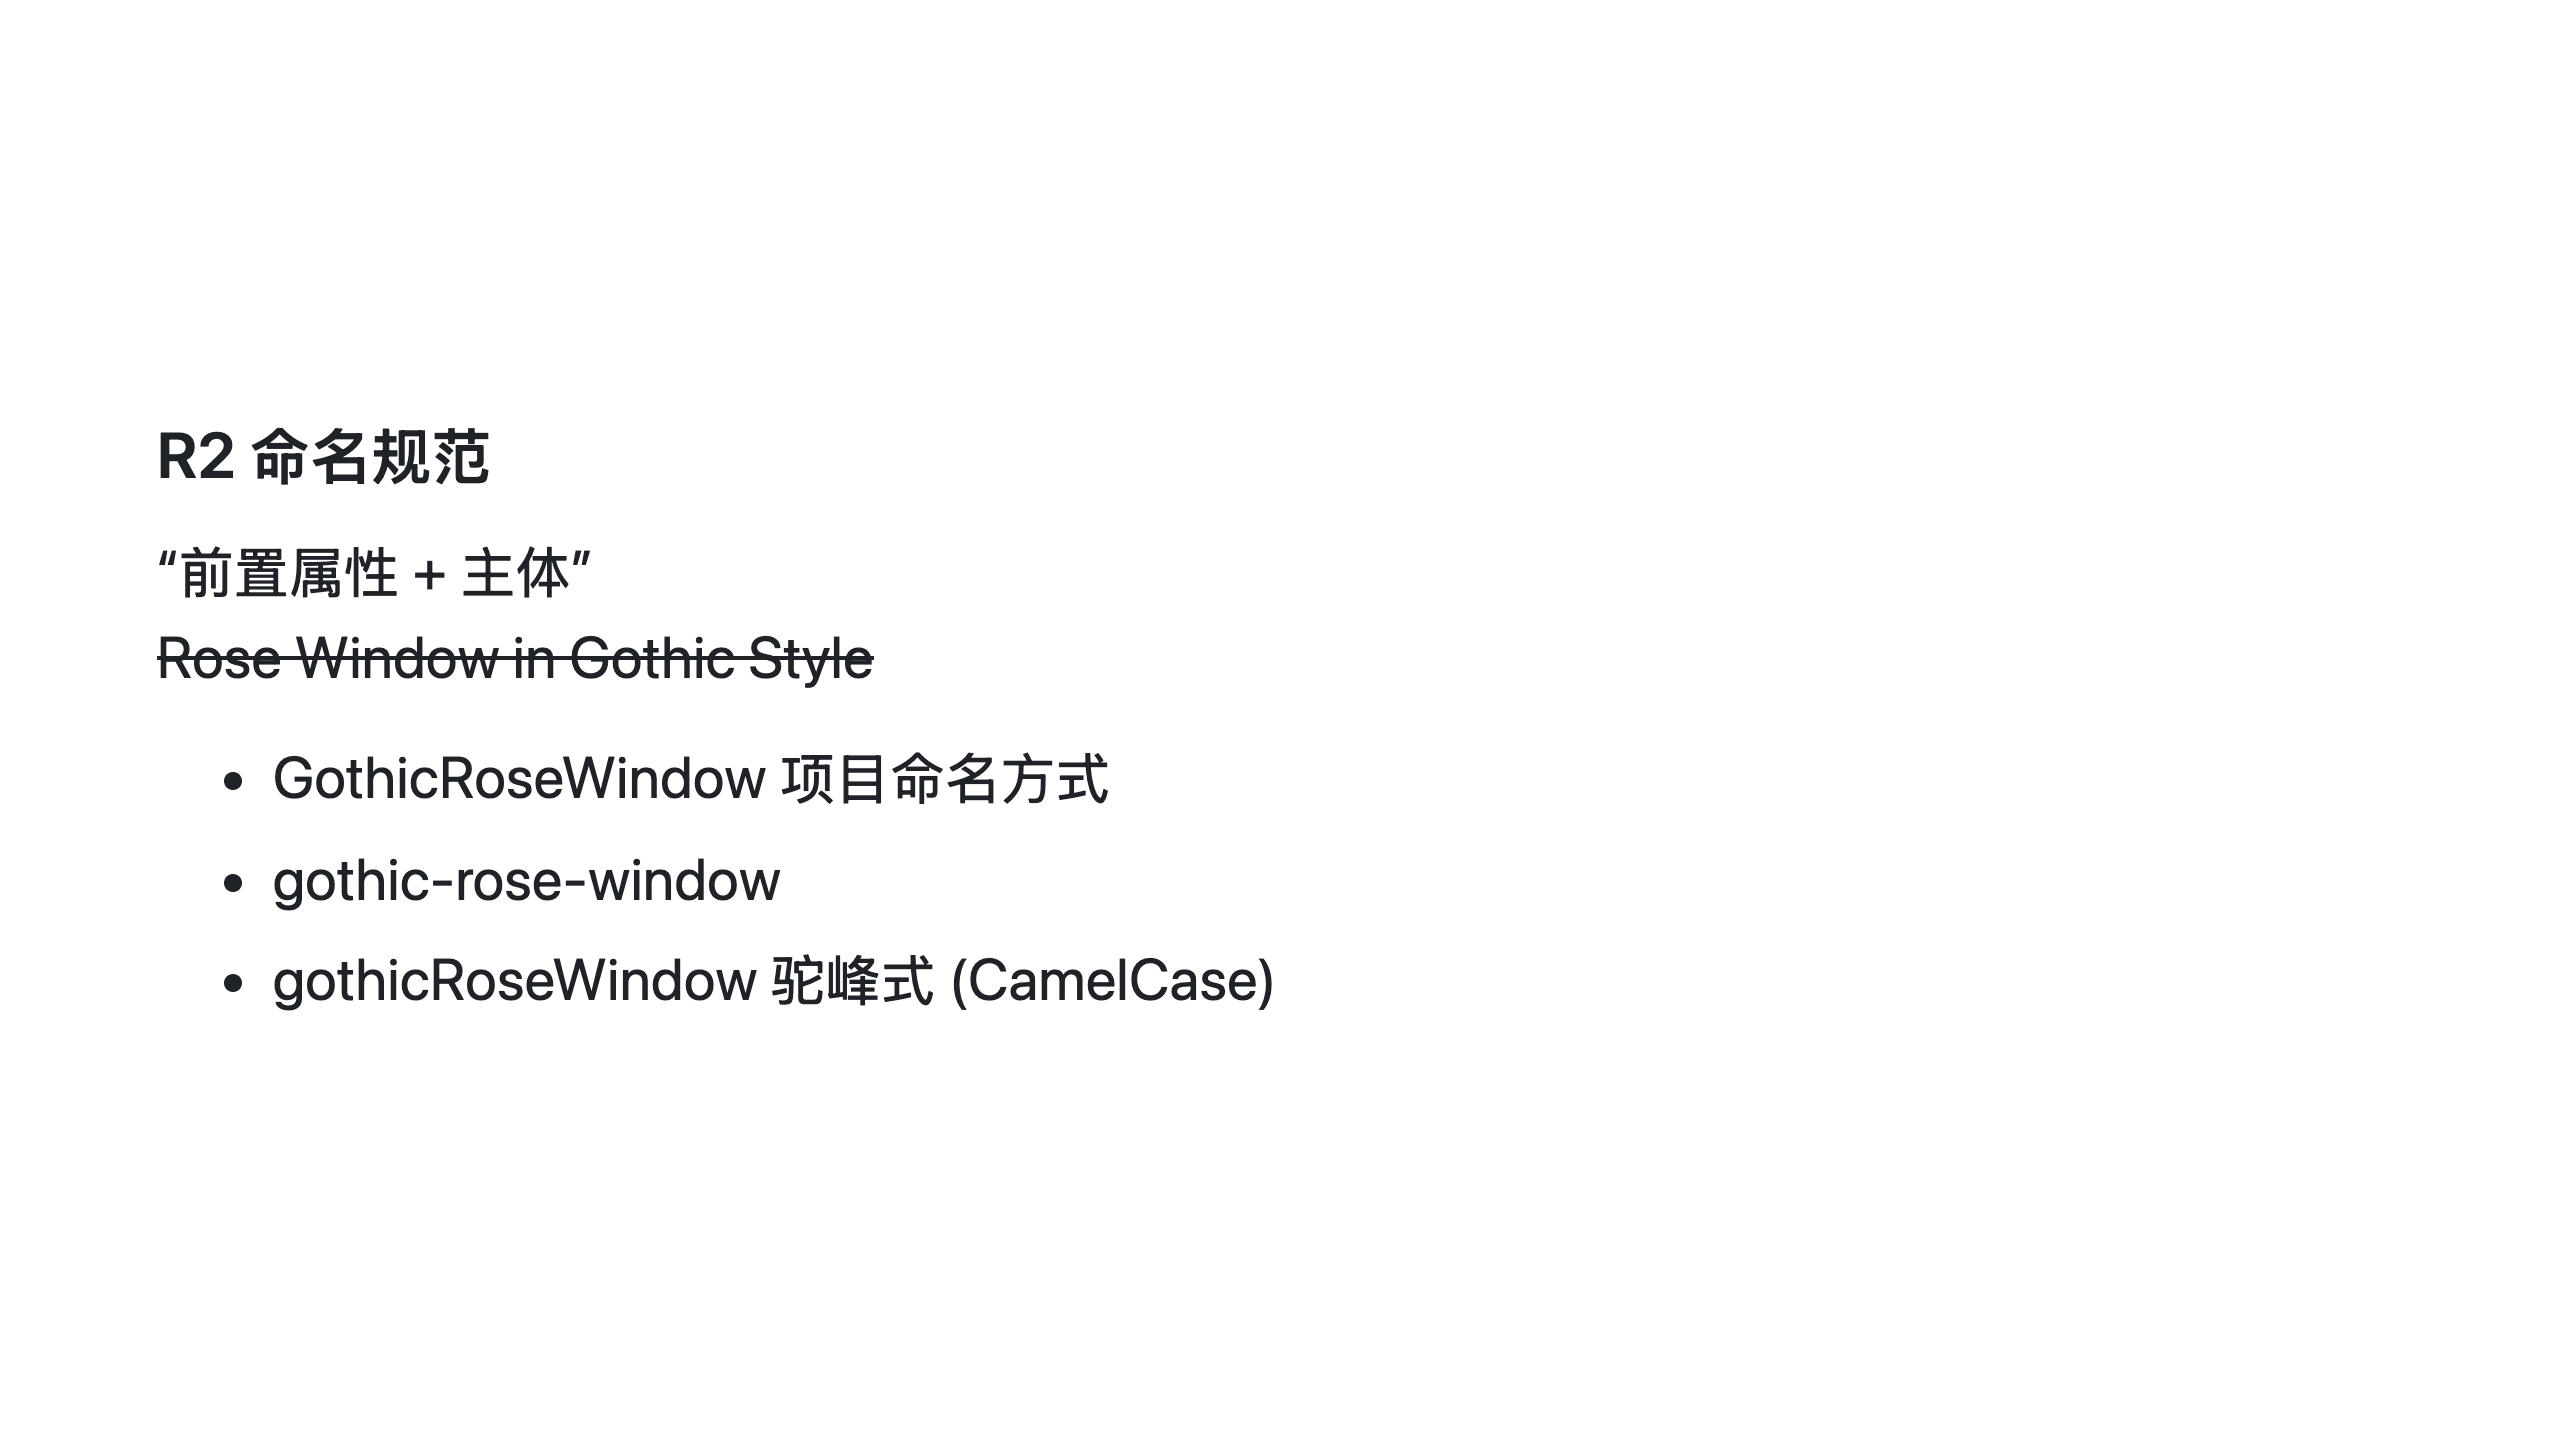 R2 命名规范
“前置属性 + 主体”
Rose Window in Gothic Style
GothicRoseWindow 项目命名方式
gothic-rose-window
gothicRoseWindow 驼峰式 (CamelCase)